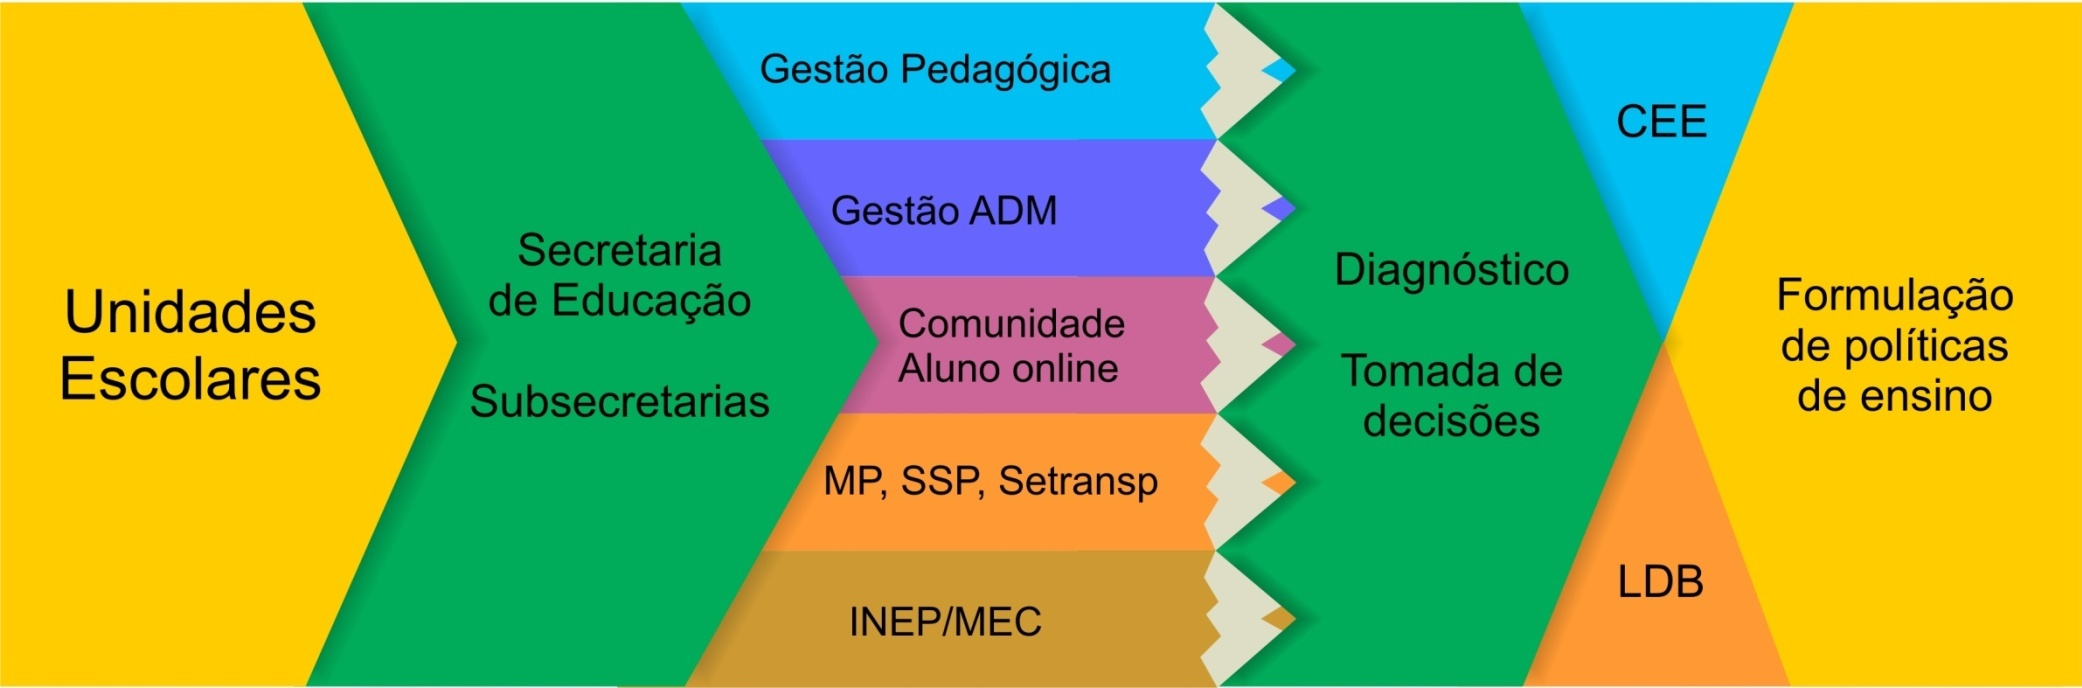 Unidades
Escolares
Secretaria
de Educação
Subsecretarias
Gestão Pedagógica
Gestão ADM
Comunidade
Aluno online
MP, SSP, Setransp
INEP/MEC
Diagnóstico
Tomada de
decisões
CEE
LDB
Formulação
de políticas
de ensino